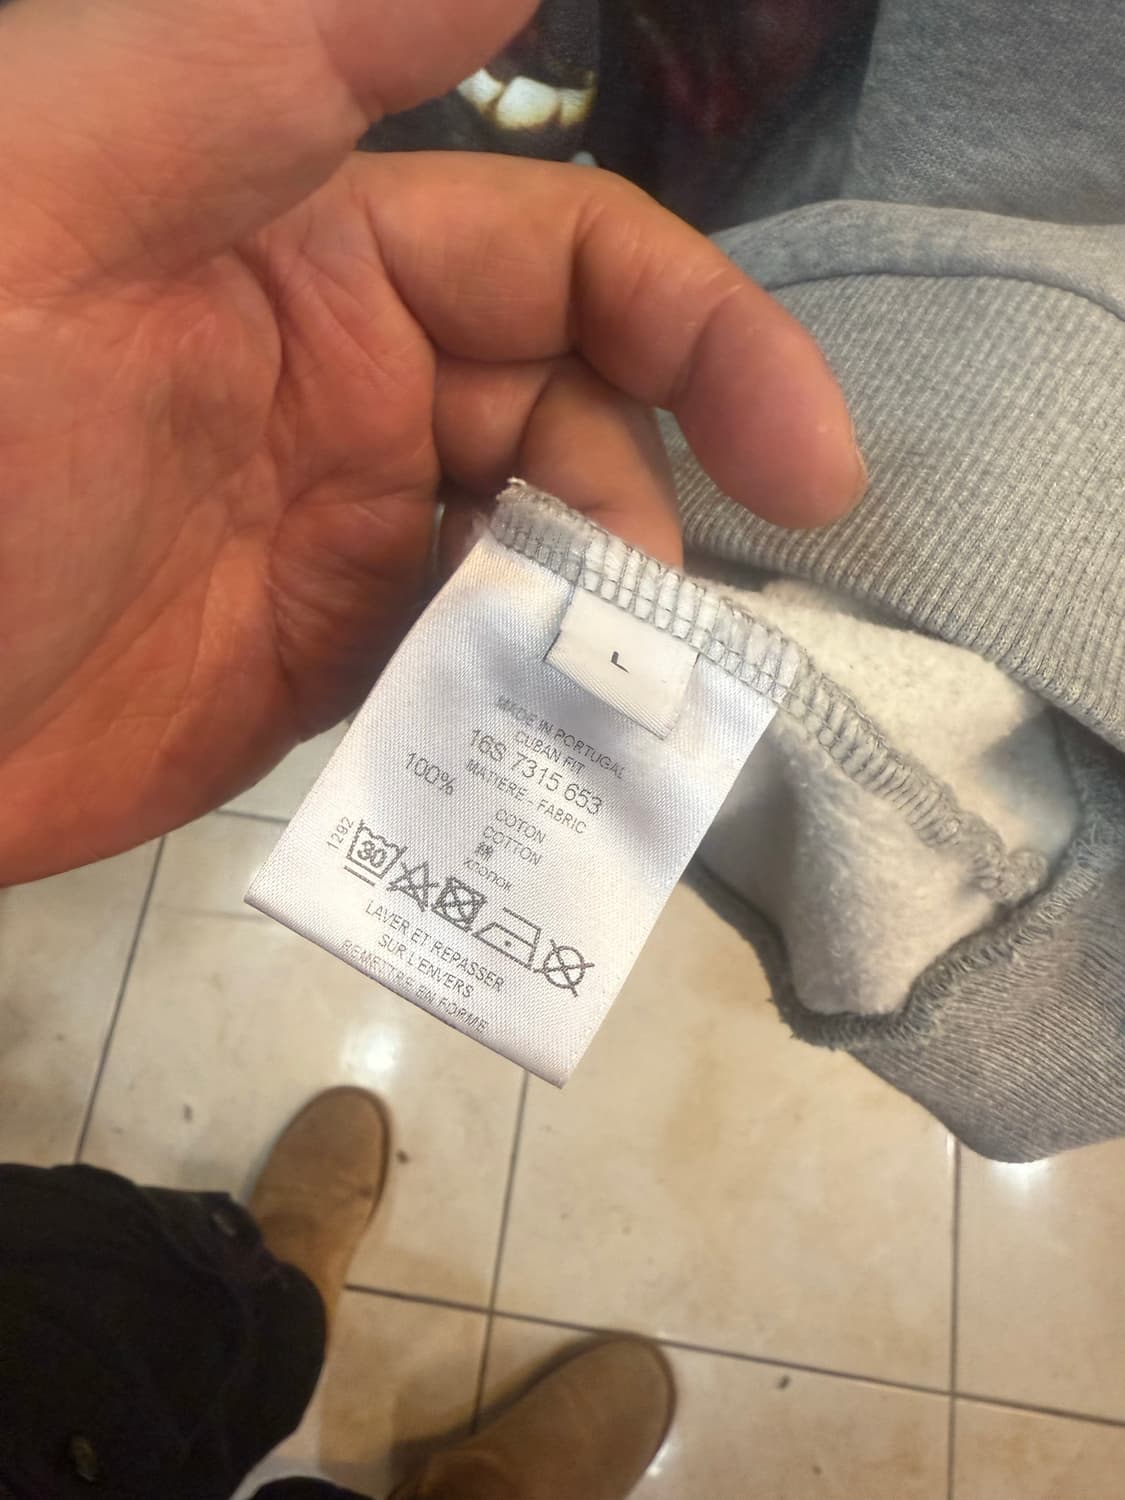 L
MADE IN PORTUGAL
CUBAN FIT
16S 7315 653
MATIERE - FABRIC
100%
COTON
COTTON
棉
ХЛОПОК
1292
30
LAVER ET REPASSER
SUR L'ENVERS
REMETTRE EN FORME